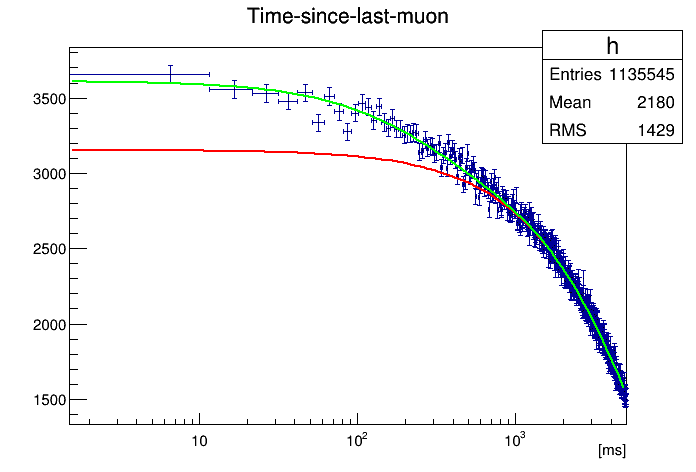 Time-since-last-muon
h
Entries 1135545
Mean 2180
RMS 1429
3500
3000
2500
2000
1500
10
10²
10³
[ms]